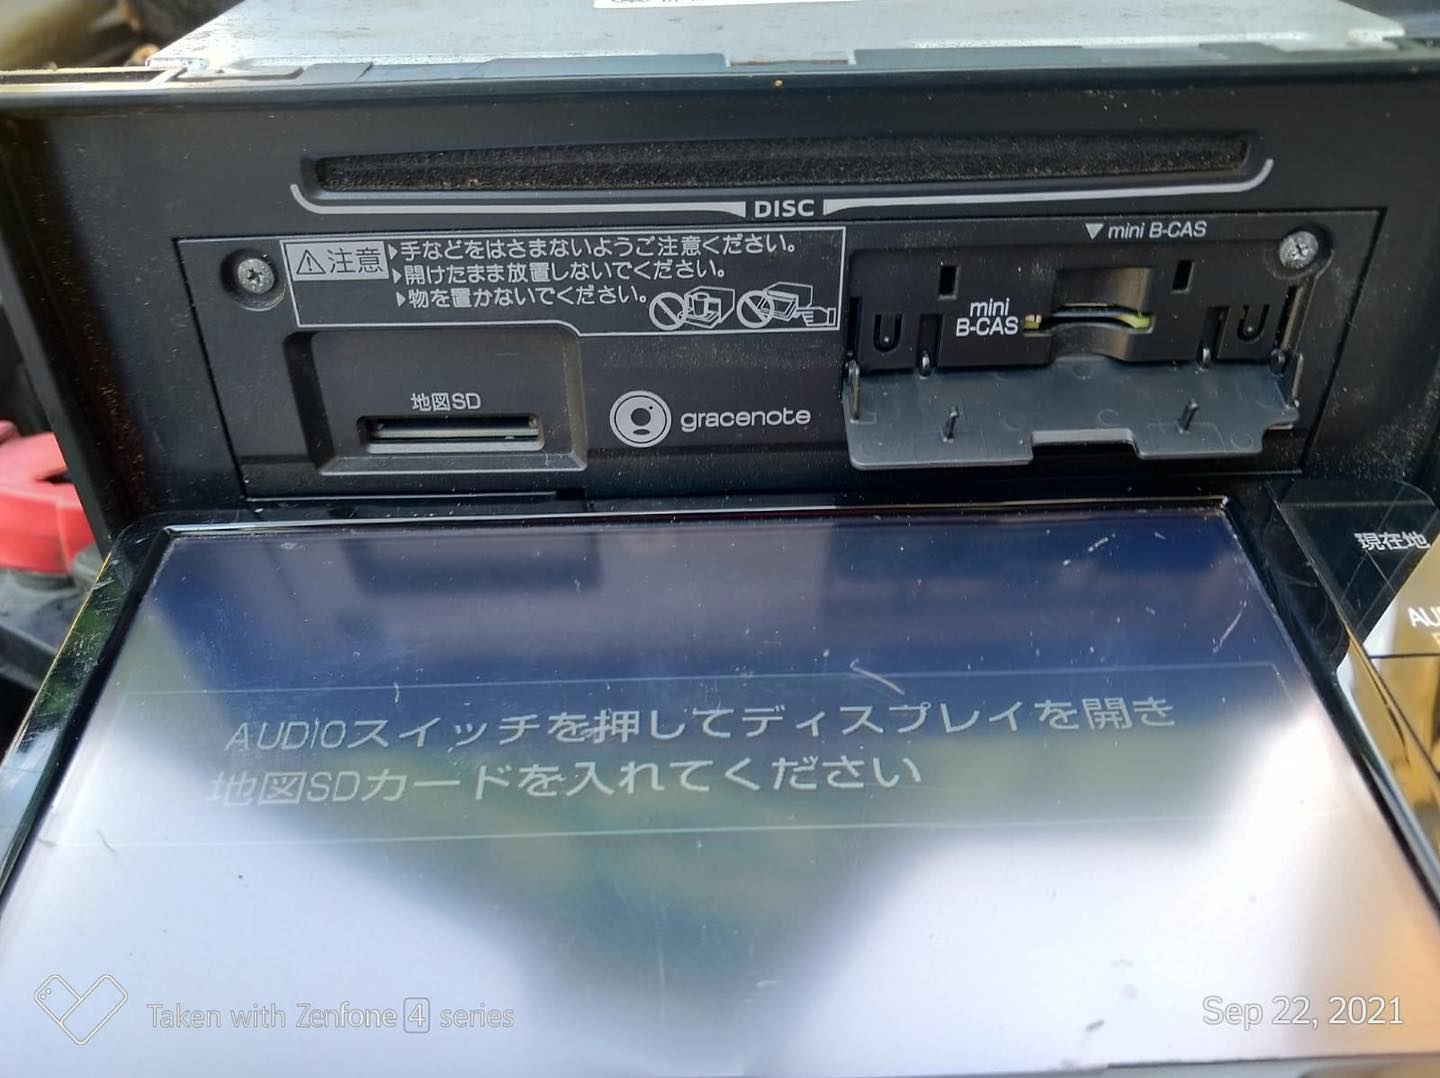 DISC
注意
手などをはさまないようご注意ください。
開けたまま放置しないでください。
物を置かないでください。
mini B-CAS
mini
B-CAS
地図SD
gracenote
現在地
AUDIOスイッチを押してディスプレイを開き
地図SDカードを入れてください
Taken with Zenfone 4 series
Sep 22, 2021